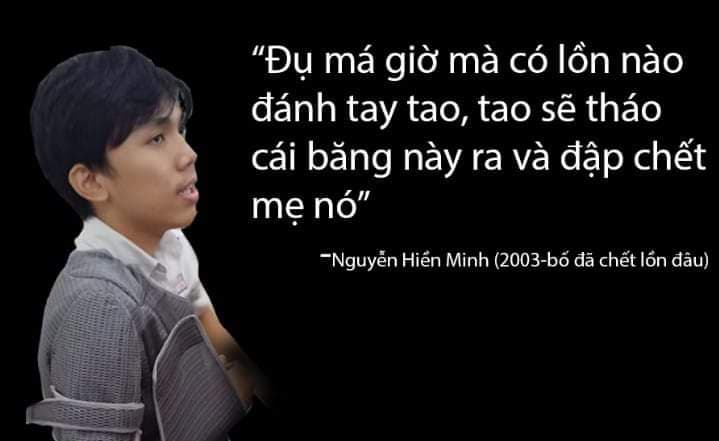 “Đụ má giờ mà có lồn nào
đánh tay tao, tao sẽ tháo
cái băng này ra và đập chết
mẹ nó”
-Nguyễn Hiền Minh (2003-bố đã chết lồn đâu)